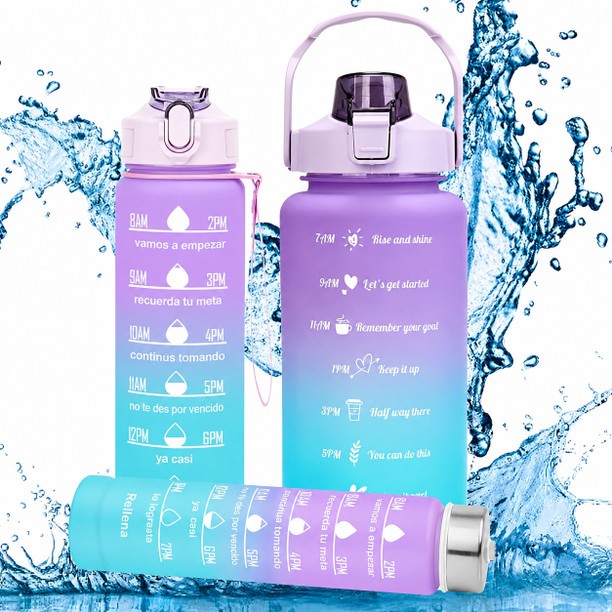 8AM 2PM
vamos a empezar
9AM 3PM
recuerda tu meta
10AM 4PM
continus tomando
11AM 5PM
no te des por vencido
12PM 6PM
ya casi
7AM Rise and shine
9AM Let's get started
11AM Remember your goal
1PM Keep it up
3PM Half way there
5PM You can do this
8AM 2PM
vamos a empezar
9AM 3PM
recuerda tu meta
10AM 4PM
continua tomando
11AM 5PM
no te des por vencido
12PM 6PM
ya casi
7PM
lo lograste
Rellena